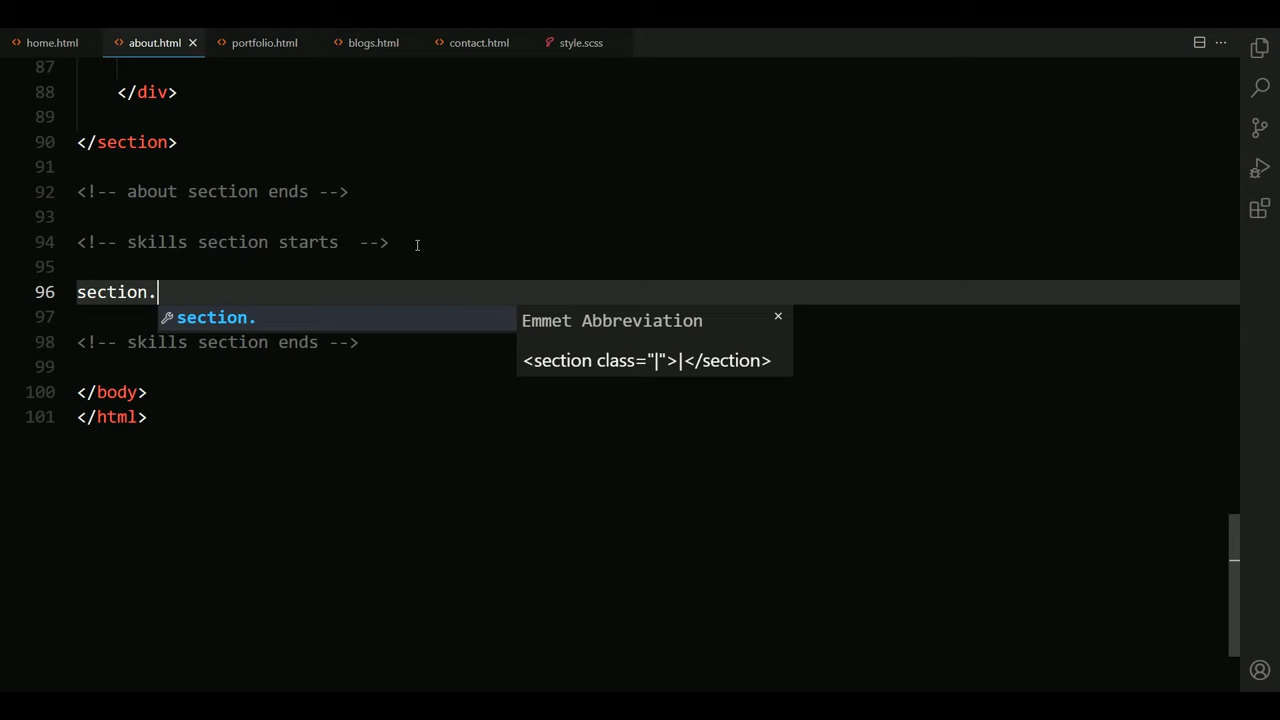 home.html about.html × portfolio.html blogs.html contact.html style.scss ···
87
88 </div>
89
90 </section>
91
92 <!-- about section ends -->
93
94 <!-- skills section starts  -->
95
96 section.
97 section. Emmet Abbreviation ×
98 <!-- skills section ends -->
<section class="|">|</section>
99
100 </body>
101 </html>